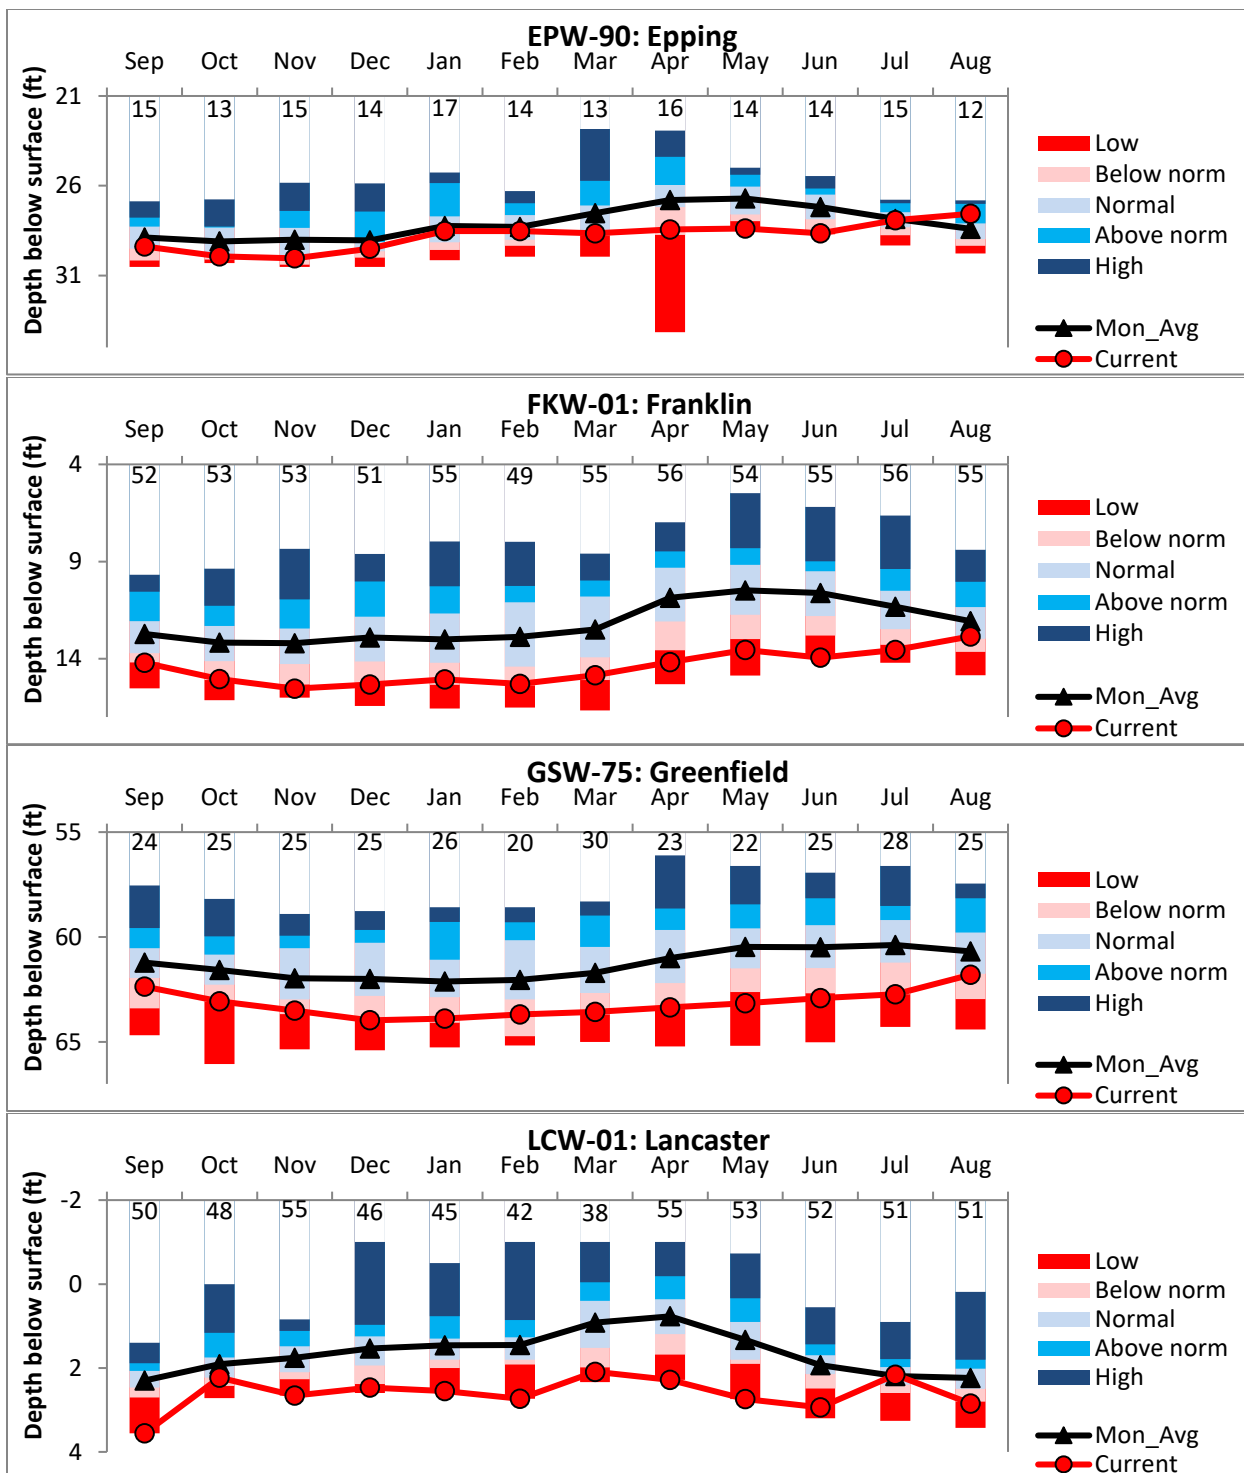 EPW-90: Epping
Sep Oct Nov Dec Jan Feb Mar Apr May Jun Jul Aug
Depth below surface (ft)
21
15 13 15 14 17 14 13 16 14 14 15 12
26
31
Low
Below norm
Normal
Above norm
High
Mon_Avg
Current
FKW-01: Franklin
Sep Oct Nov Dec Jan Feb Mar Apr May Jun Jul Aug
Depth below surface (ft)
4
52 53 53 51 55 49 55 56 54 55 56 55
9
14
Low
Below norm
Normal
Above norm
High
Mon_Avg
Current
GSW-75: Greenfield
Sep Oct Nov Dec Jan Feb Mar Apr May Jun Jul Aug
Depth below surface (ft)
55
24 25 25 25 26 20 30 23 22 25 28 25
60
65
Low
Below norm
Normal
Above norm
High
Mon_Avg
Current
LCW-01: Lancaster
Sep Oct Nov Dec Jan Feb Mar Apr May Jun Jul Aug
Depth below surface (ft)
-2
50 48 55 46 45 42 38 55 53 52 51 51
0
2
4
Low
Below norm
Normal
Above norm
High
Mon_Avg
Current